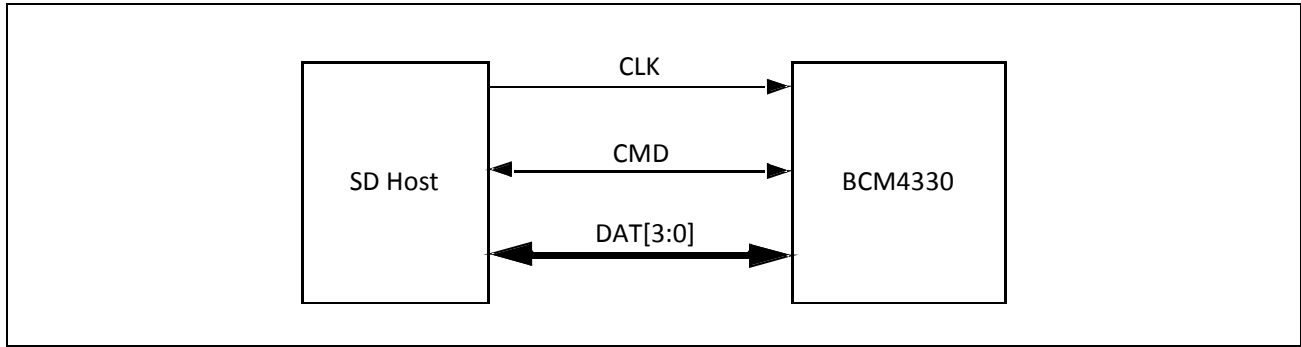 CLK
CMD
SD Host
BCM4330
DAT[3:0]